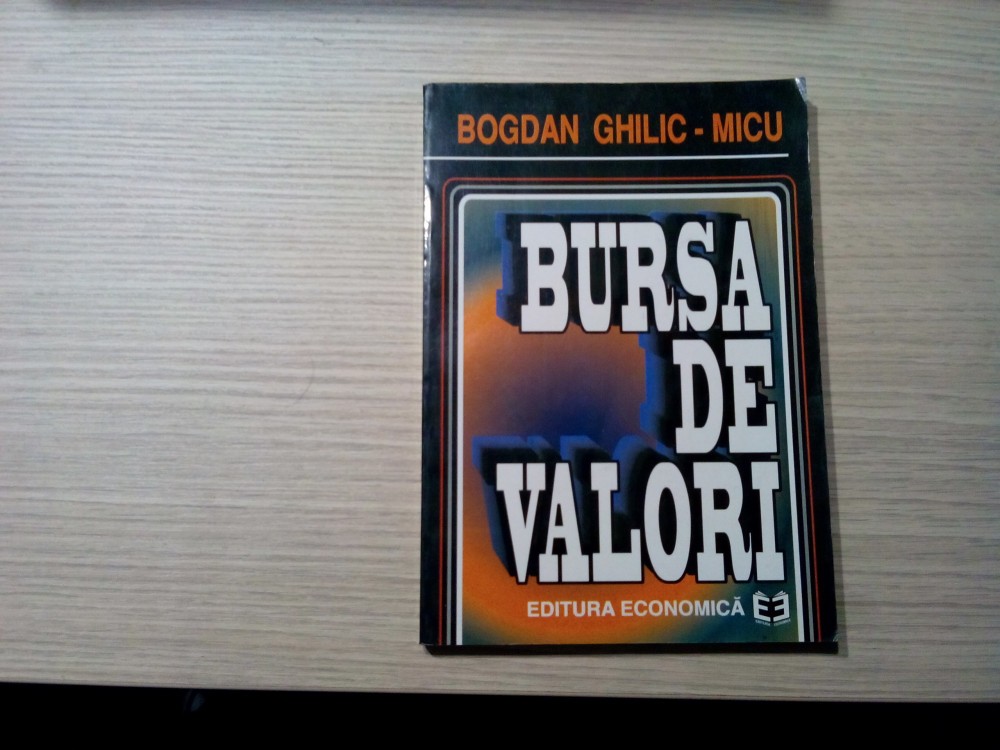 BOGDAN GHILIC - MICU
BURSA
DE
VALORI
EDITURA ECONOMICĂ